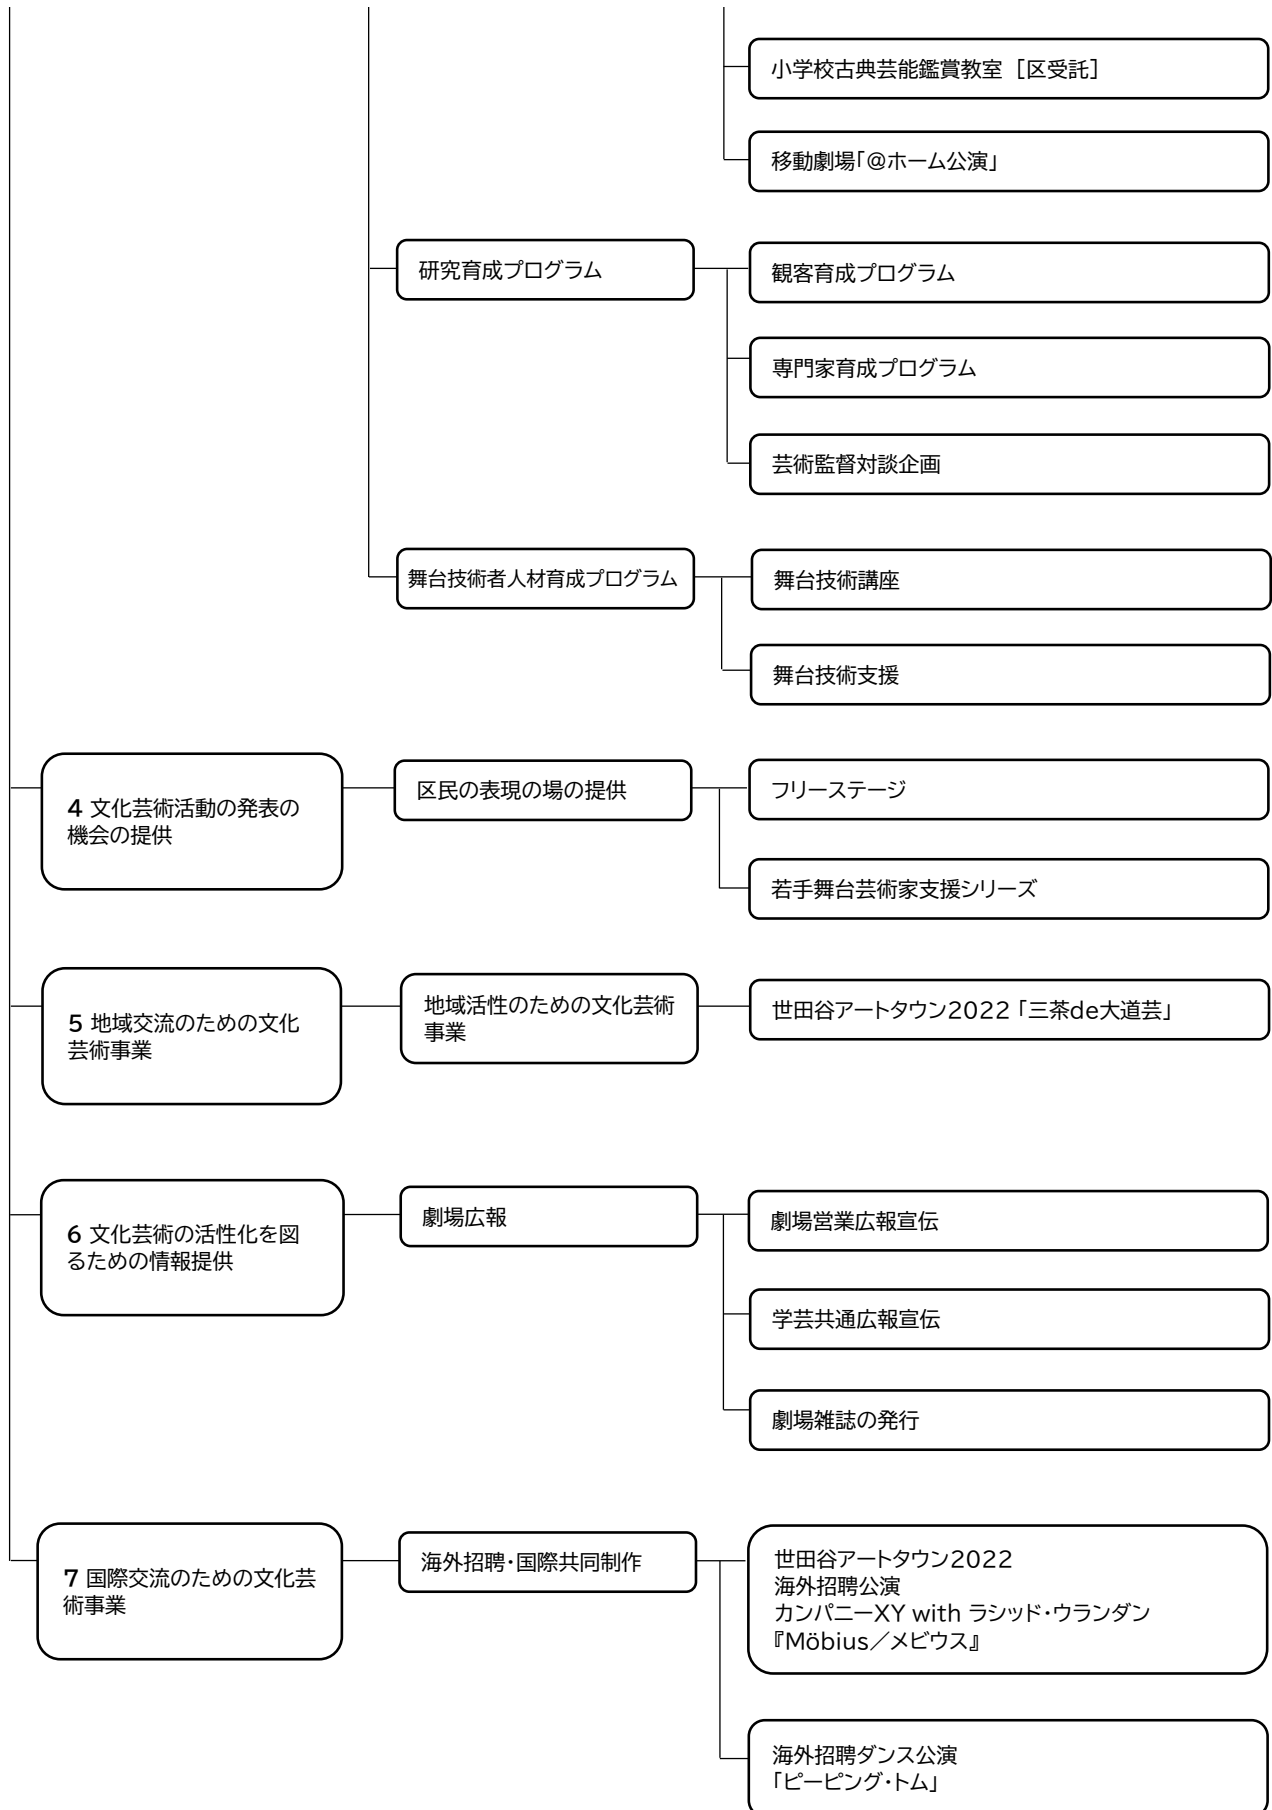 小学校古典芸能鑑賞教室 [区受託]
移動劇場「@ホーム公演」
研究育成プログラム
観客育成プログラム
専門家育成プログラム
芸術監督対談企画
舞台技術者人材育成プログラム
舞台技術講座
舞台技術支援
4 文化芸術活動の発表の
機会の提供
区民の表現の場の提供
フリーステージ
若手舞台芸術家支援シリーズ
5 地域交流のための文化
芸術事業
地域活性のための文化芸術
事業
世田谷アートタウン2022 「三茶de大道芸」
6 文化芸術の活性化を図
るための情報提供
劇場広報
劇場営業広報宣伝
学芸共通広報宣伝
劇場雑誌の発行
7 国際交流のための文化芸
術事業
海外招聘・国際共同制作
世田谷アートタウン2022
海外招聘公演
カンパニーXY with ラシッド・ウランダン
『Möbius／メビウス』
海外招聘ダンス公演
「ピーピング・トム」